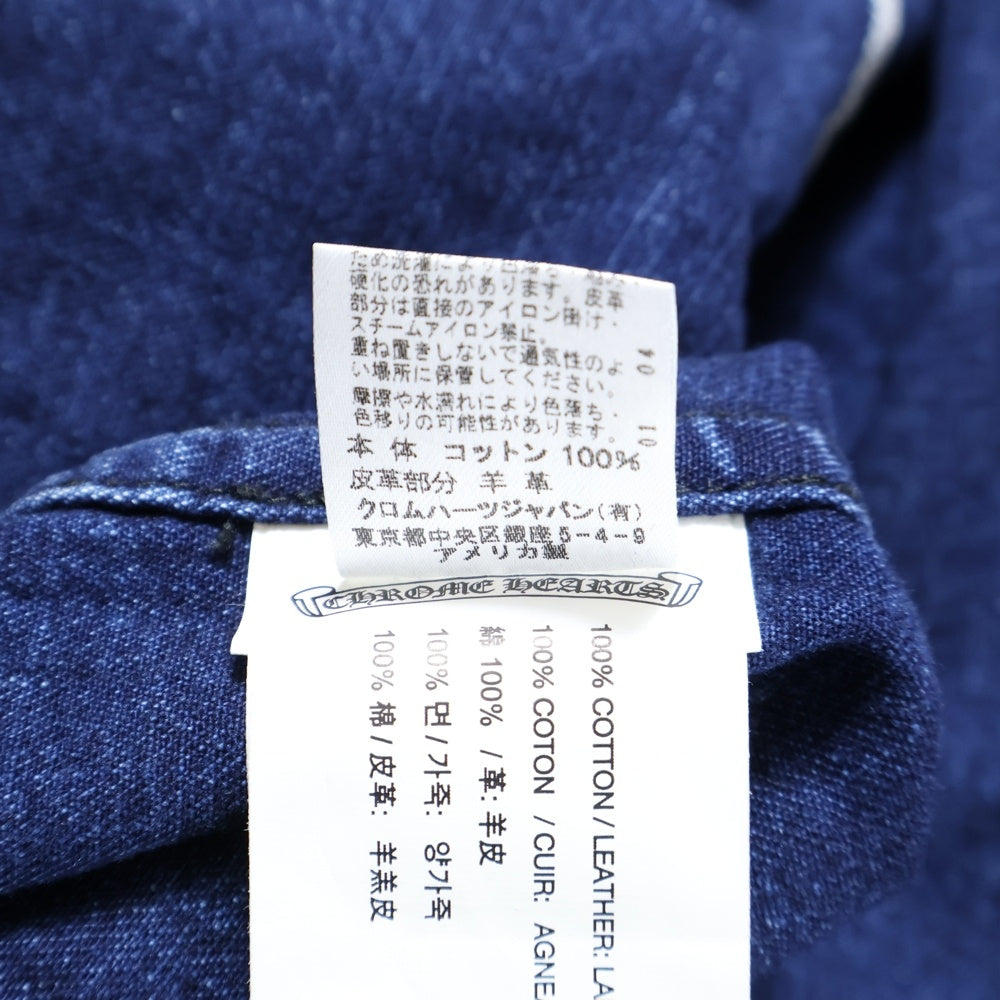 ため洗濯により色落ち・
硬化の恐れがあります。皮革
部分は直接のアイロン掛け・
スチームアイロン禁止。
重ね置きしないで通気性のよ
い場所に保管してください。
摩擦や水濡れにより色落ち・
色移りの可能性があります。
本体 コットン 100%
皮革部分 羊革
クロムハーツジャパン(有)
東京都中央区銀座5-4-9
アメリカ製
10
CHROME HEARTS
100% COTTON / LEATHER: LA
100% COTON / CUIR: AGNE
綿 100% / 革: 羊皮
100% 면 / 가죽: 양가죽
100% 棉 / 皮革: 羊羔皮